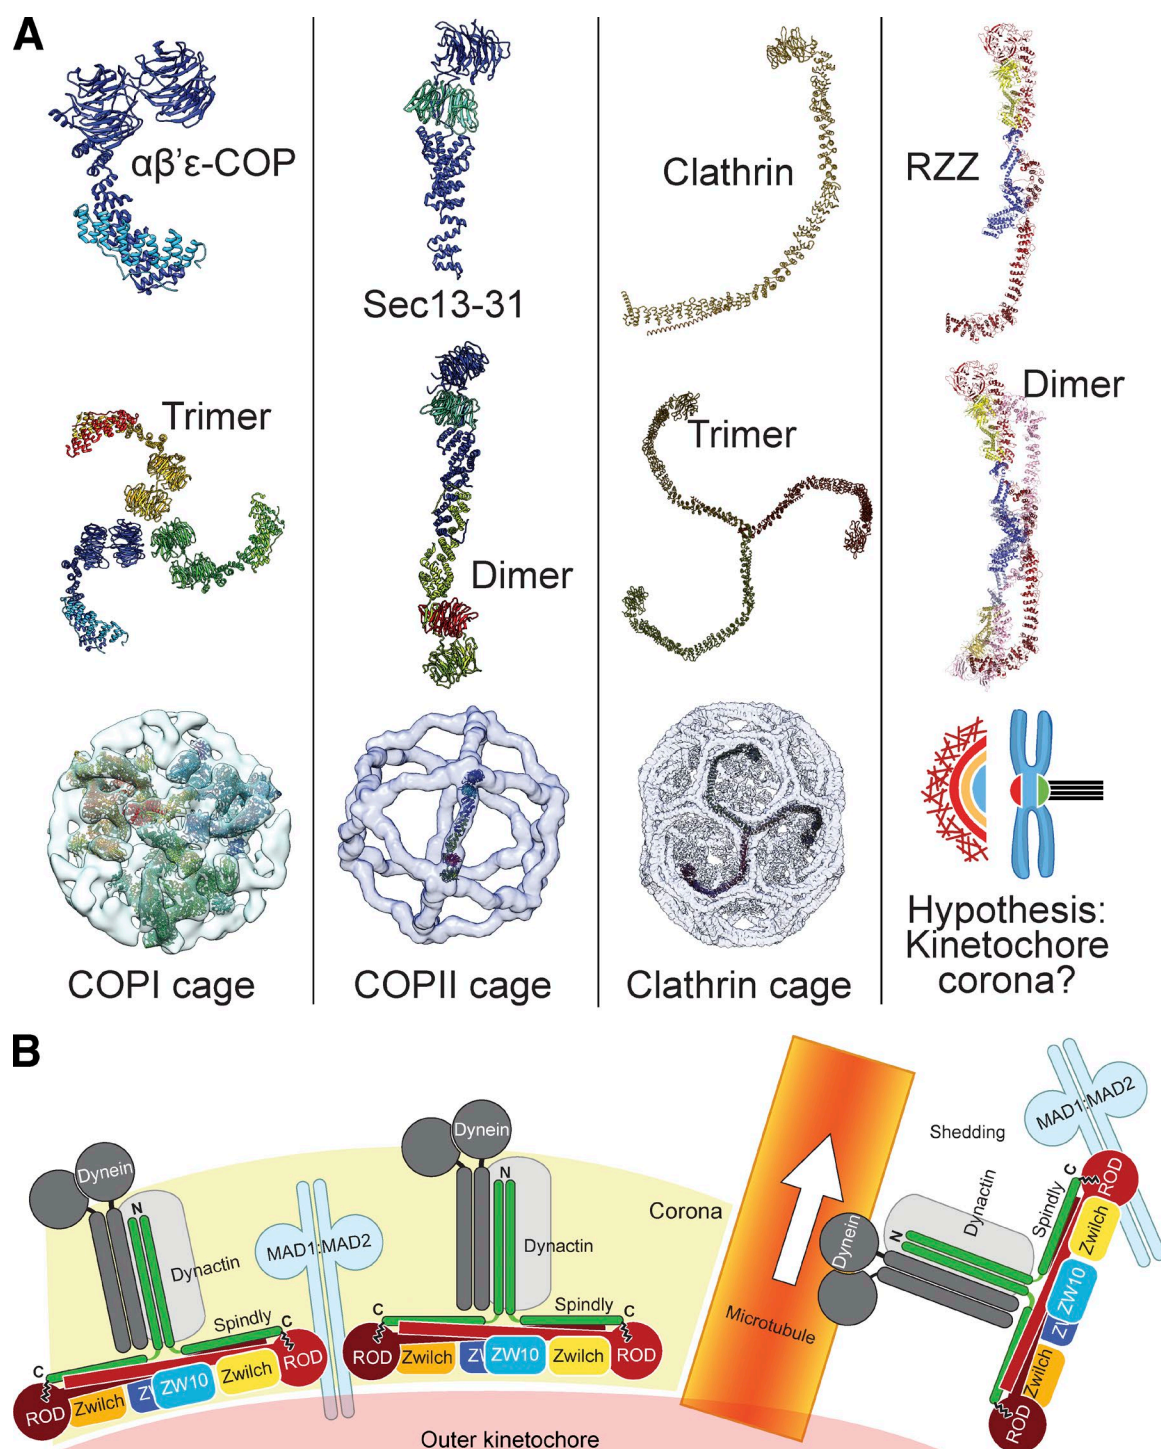 A
αβ’ε-COP
Sec13-31
Clathrin
RZZ
Trimer
Dimer
Trimer
Dimer
COPI cage
COPII cage
Clathrin cage
Hypothesis:
Kinetochore
corona?
B
Dynein
N
Dynactin
Spindly
C
C
ROD
Zwilch
ZW10
Zwilch
ROD
MAD1:MAD2
Dynein
N
Dynactin
Spindly
C
C
ROD
Zwilch
ZW10
Zwilch
ROD
Corona
Outer kinetochore
Microtubule
Shedding
MAD1:MAD2
Dynein
N
Dynactin
Spindly
C
ROD
Zwilch
ZW10
Zwilch
ROD